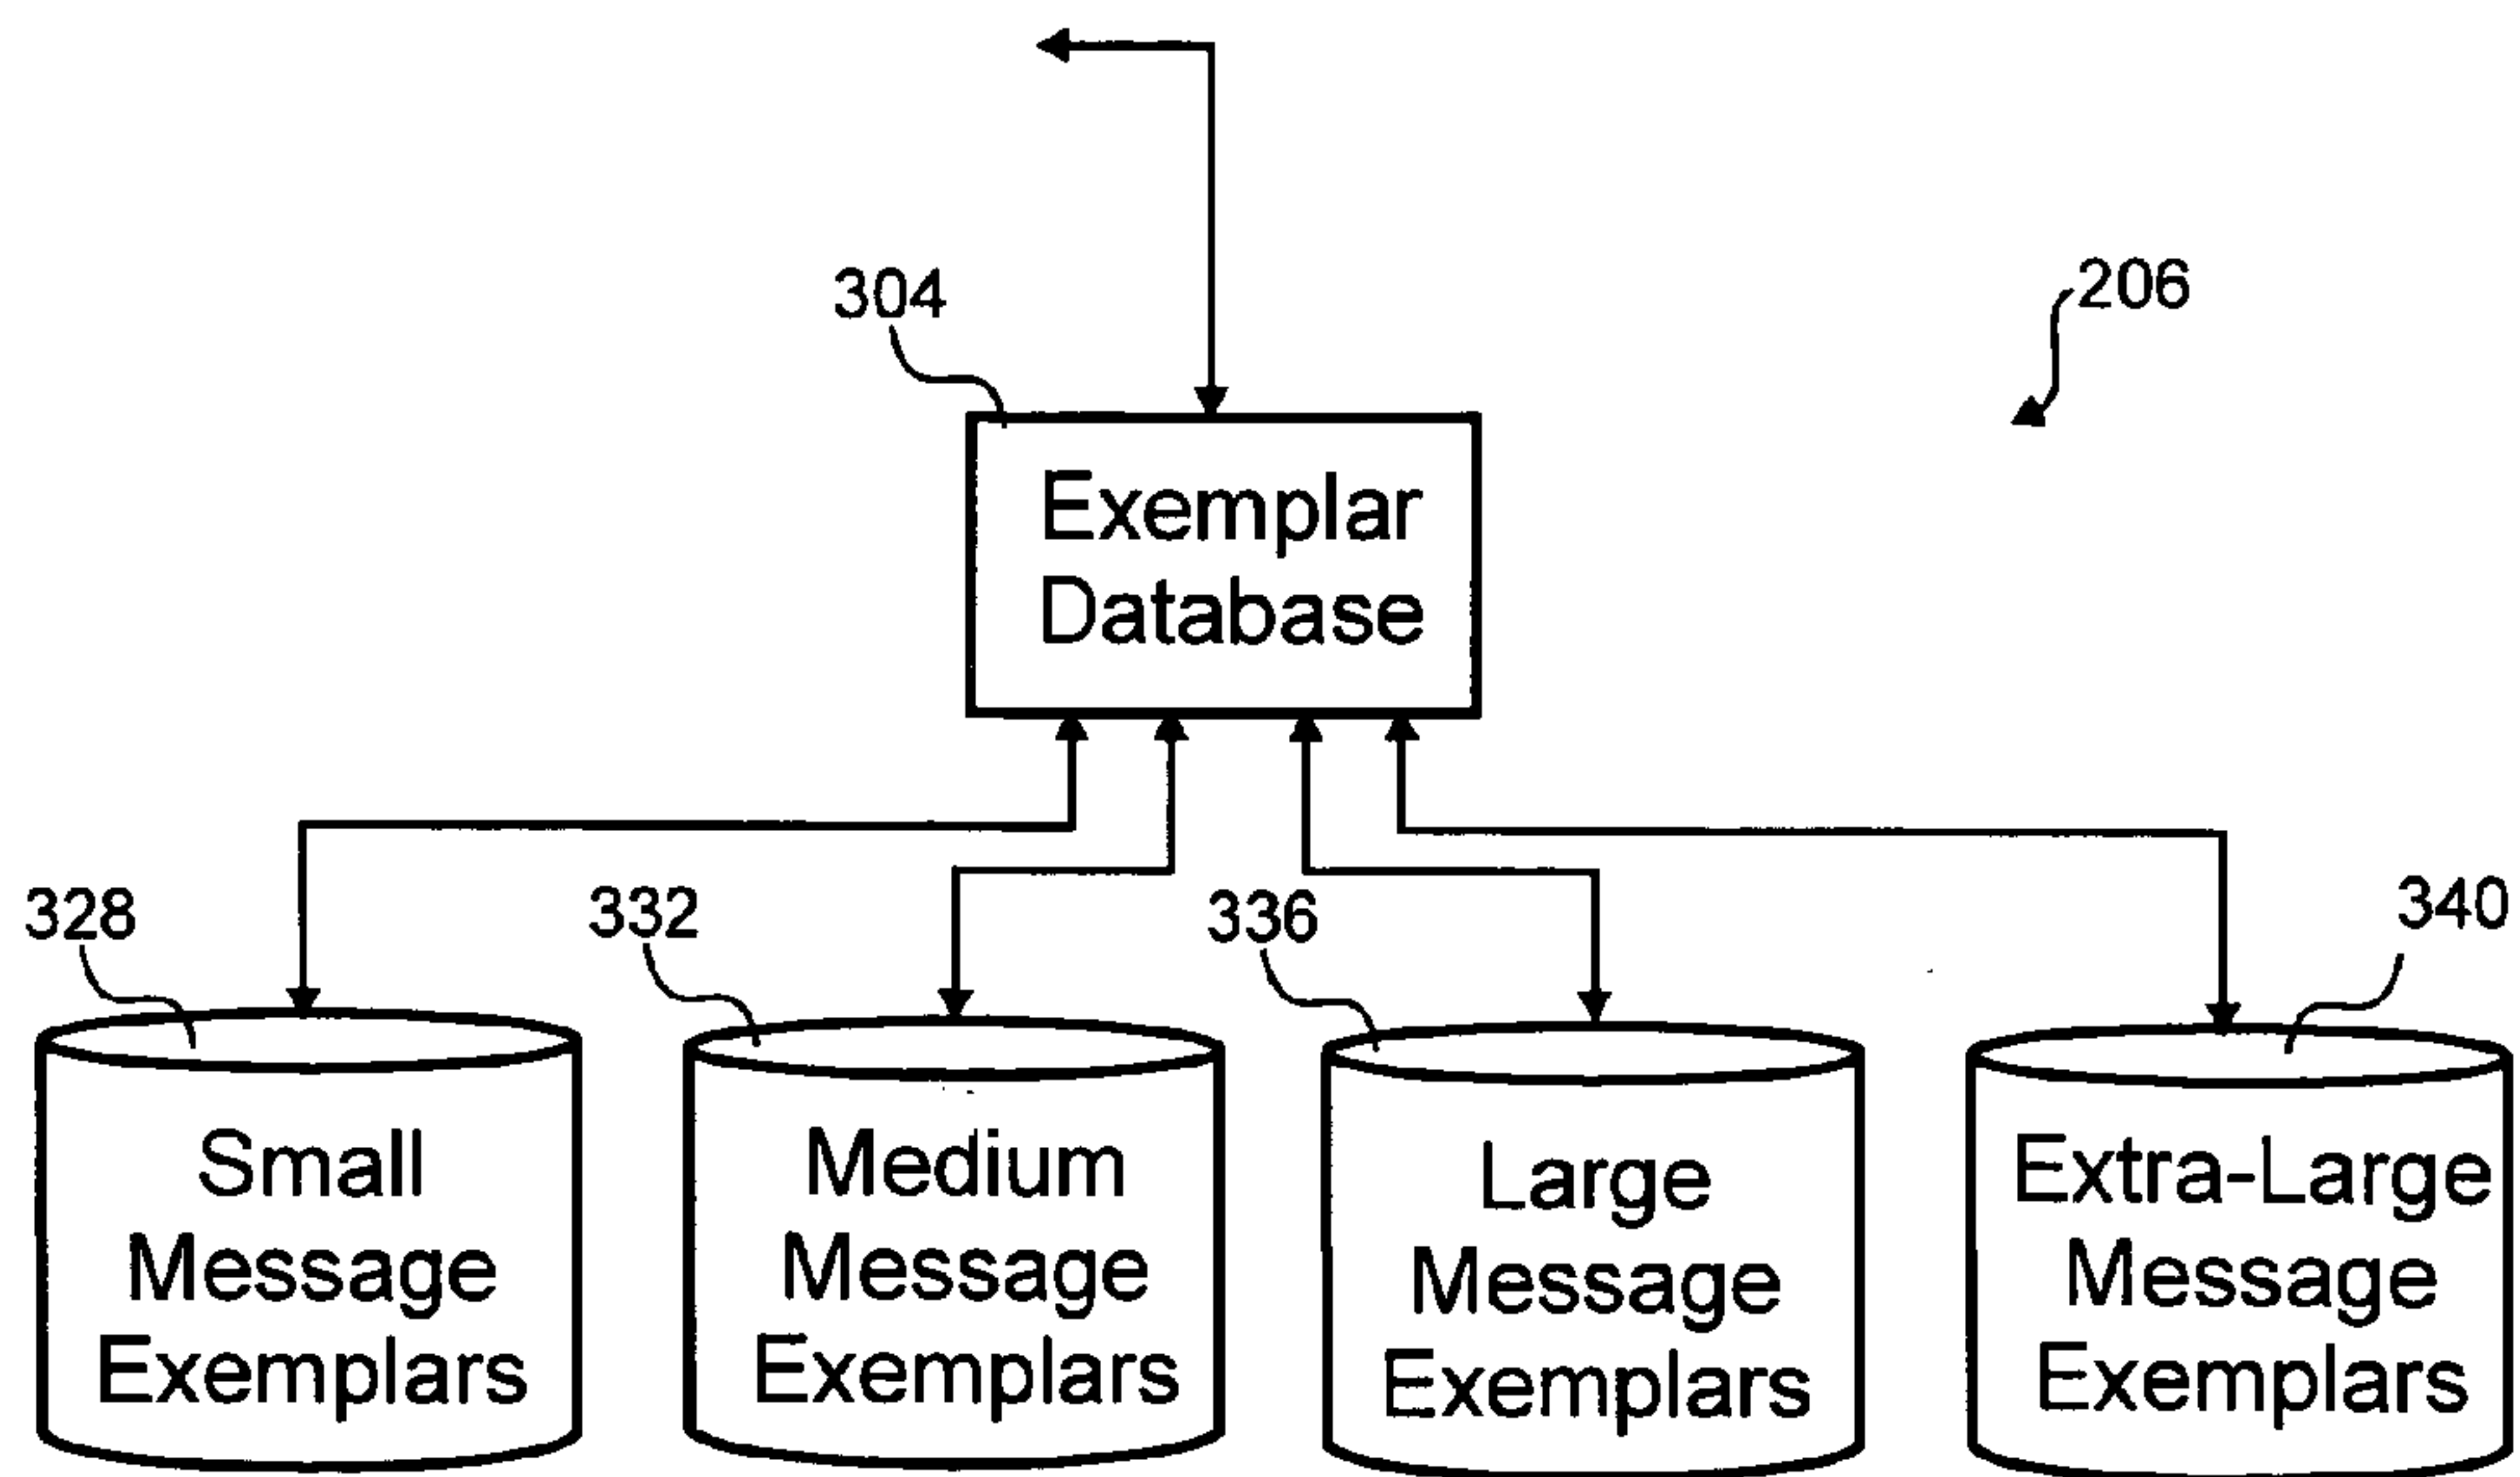 304
206
Exemplar
Database
328
332
336
340
Small
Message
Exemplars
Medium
Message
Exemplars
Large
Message
Exemplars
Extra-Large
Message
Exemplars